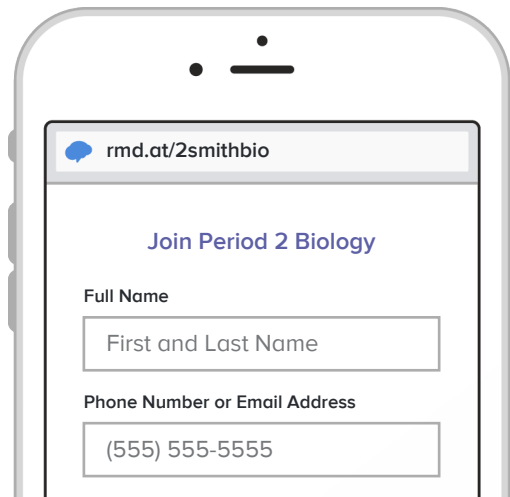 rmd.at/2smithbio
Join Period 2 Biology
Full Name
First and Last Name
Phone Number or Email Address
(555) 555-5555